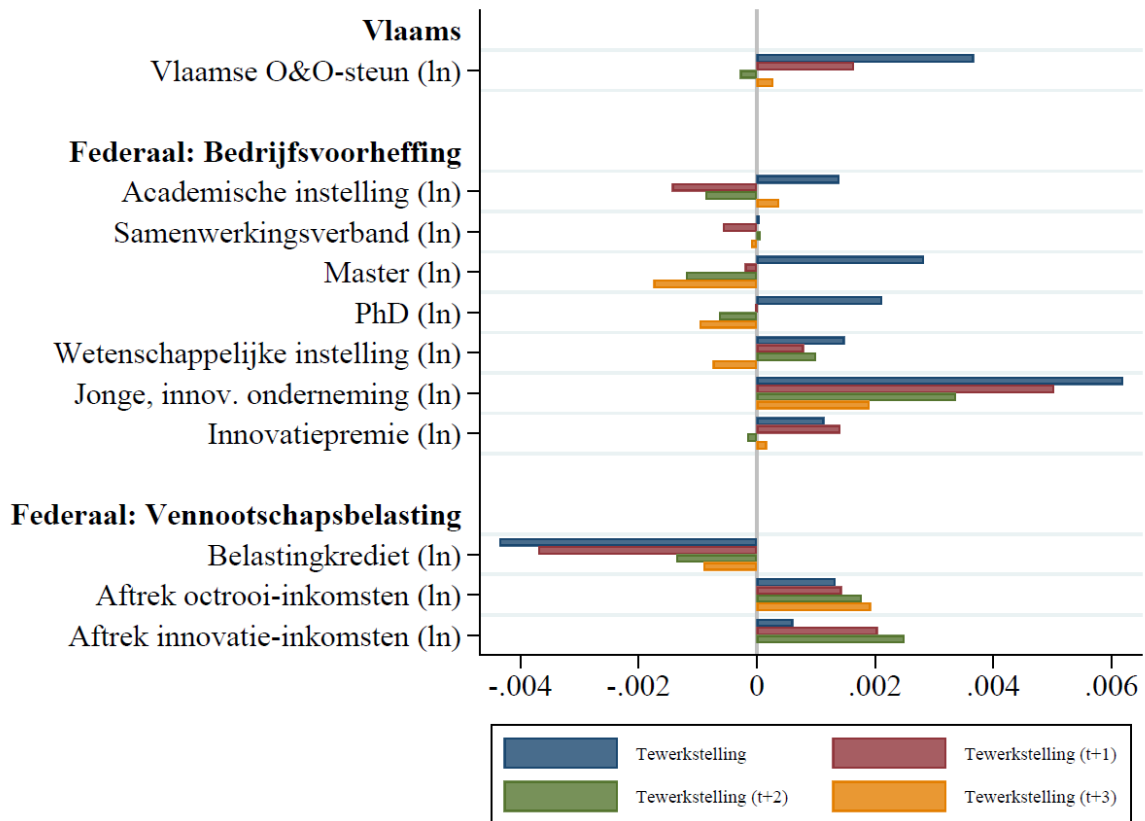 Vlaams
Vlaamse O&O-steun (ln)
Federaal: Bedrijfsvoorheffing
Academische instelling (ln)
Samenwerkingsverband (ln)
Master (ln)
PhD (ln)
Wetenschappelijke instelling (ln)
Jonge, innov. onderneming (ln)
Innovatiepremie (ln)
Federaal: Vennootschapsbelasting
Belastingkrediet (ln)
Aftrek octrooi-inkomsten (ln)
Aftrek innovatie-inkomsten (ln)
-.004 -.002 0 .002 .004 .006
Tewerkstelling Tewerkstelling (t+1)
Tewerkstelling (t+2) Tewerkstelling (t+3)